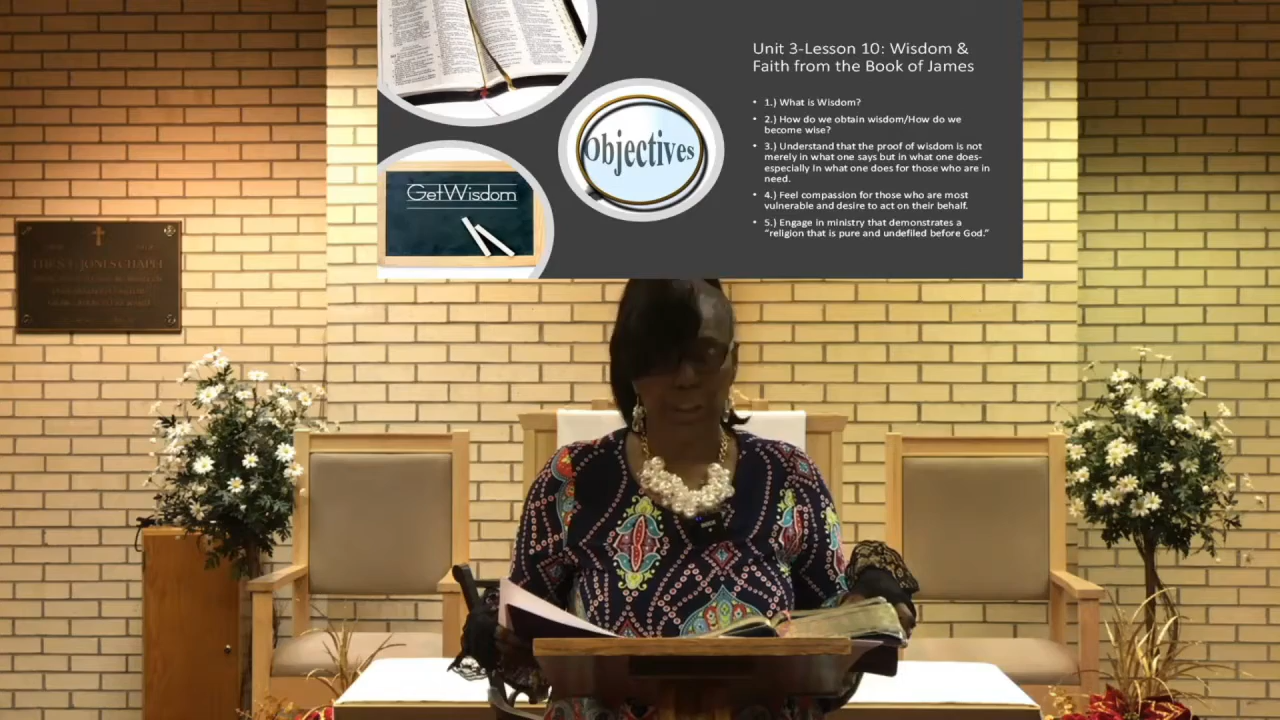 Unit 3-Lesson 10: Wisdom &
Faith from the Book of James
• 1.) What is Wisdom?
• 2.) How do we obtain wisdom/How do we
become wise?
• 3.) Understand that the proof of wisdom is not
merely in what one says but in what one does-
especially in what one does for those who are in
need.
• 4.) Feel compassion for those who are most
vulnerable and desire to act on their behalf.
• 5.) Engage in ministry that demonstrates a
“religion that is pure and undefiled before God.”
Objectives
GetWisdom
JONES CHAPEL